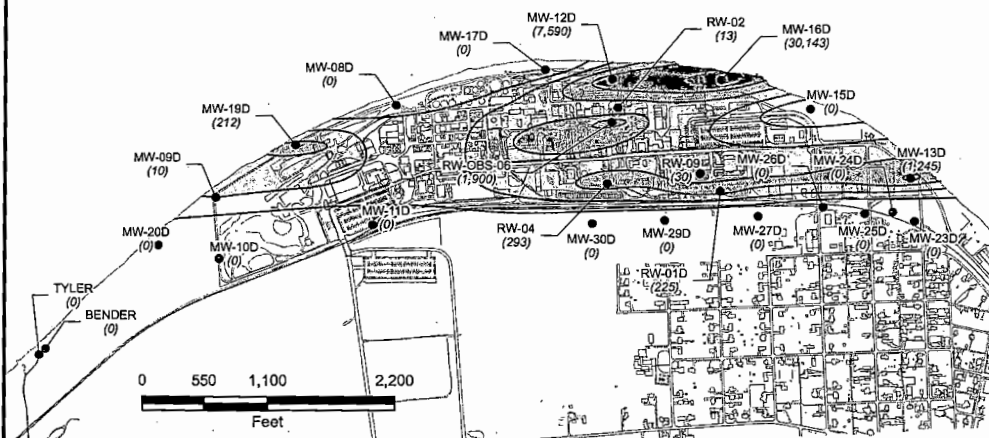 MW-12D
(7,590)
RW-02
(13)
MW-16D
(30,143)
MW-17D
(0)
MW-08D
(0)
MW-15D
(0)
MW-19D
(212)
MW-13D
(1,245)
MW-09D
(10)
RW-OBS-06
(1,900)
RW-09
(30)
MW-26D
(0)
MW-24D
(0)
MW-11D
(0)
MW-20D
(0)
MW-10D
(0)
RW-04
(293)
MW-30D
(0)
MW-29D
(0)
MW-27D
(0)
MW-25D
(0)
MW-23D
(0)
RW-01D
(225)
TYLER
(0)
BENDER
(0)
0 550 1,100 2,200
Feet